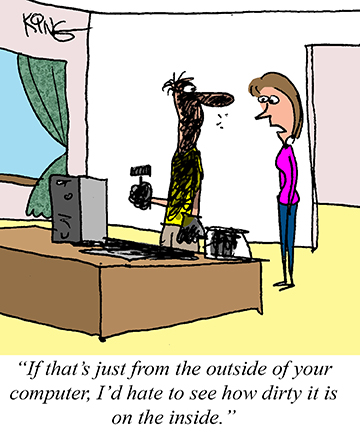 KING
"If that's just from the outside of your
computer, I'd hate to see how dirty it is
on the inside."